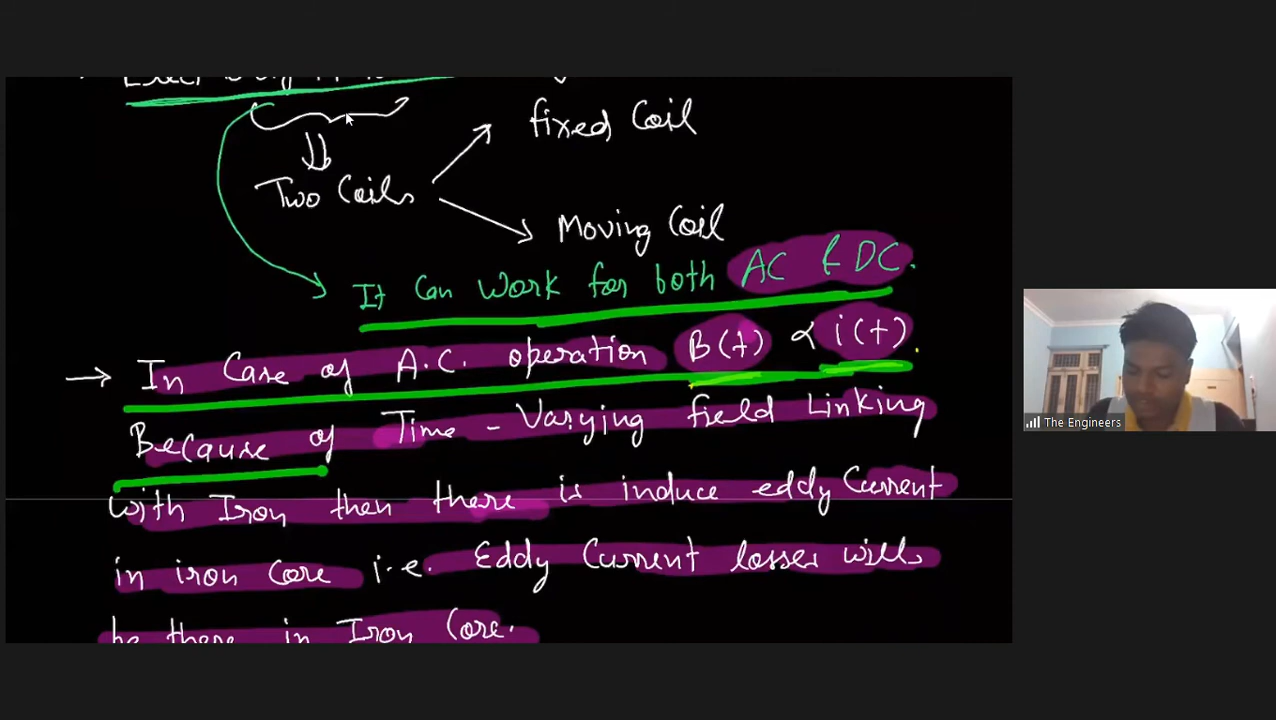 fixed Coil
Two Coils
Moving Coil
It Can work for both AC & DC.
→ In Case of A.C. operation B(t) ∝ i(t).
Because of Time - Varying field Linking
with Iron then there is induce eddy Current
in iron Core i.e. Eddy Current losses will
be there in Iron Core.
The Engineers